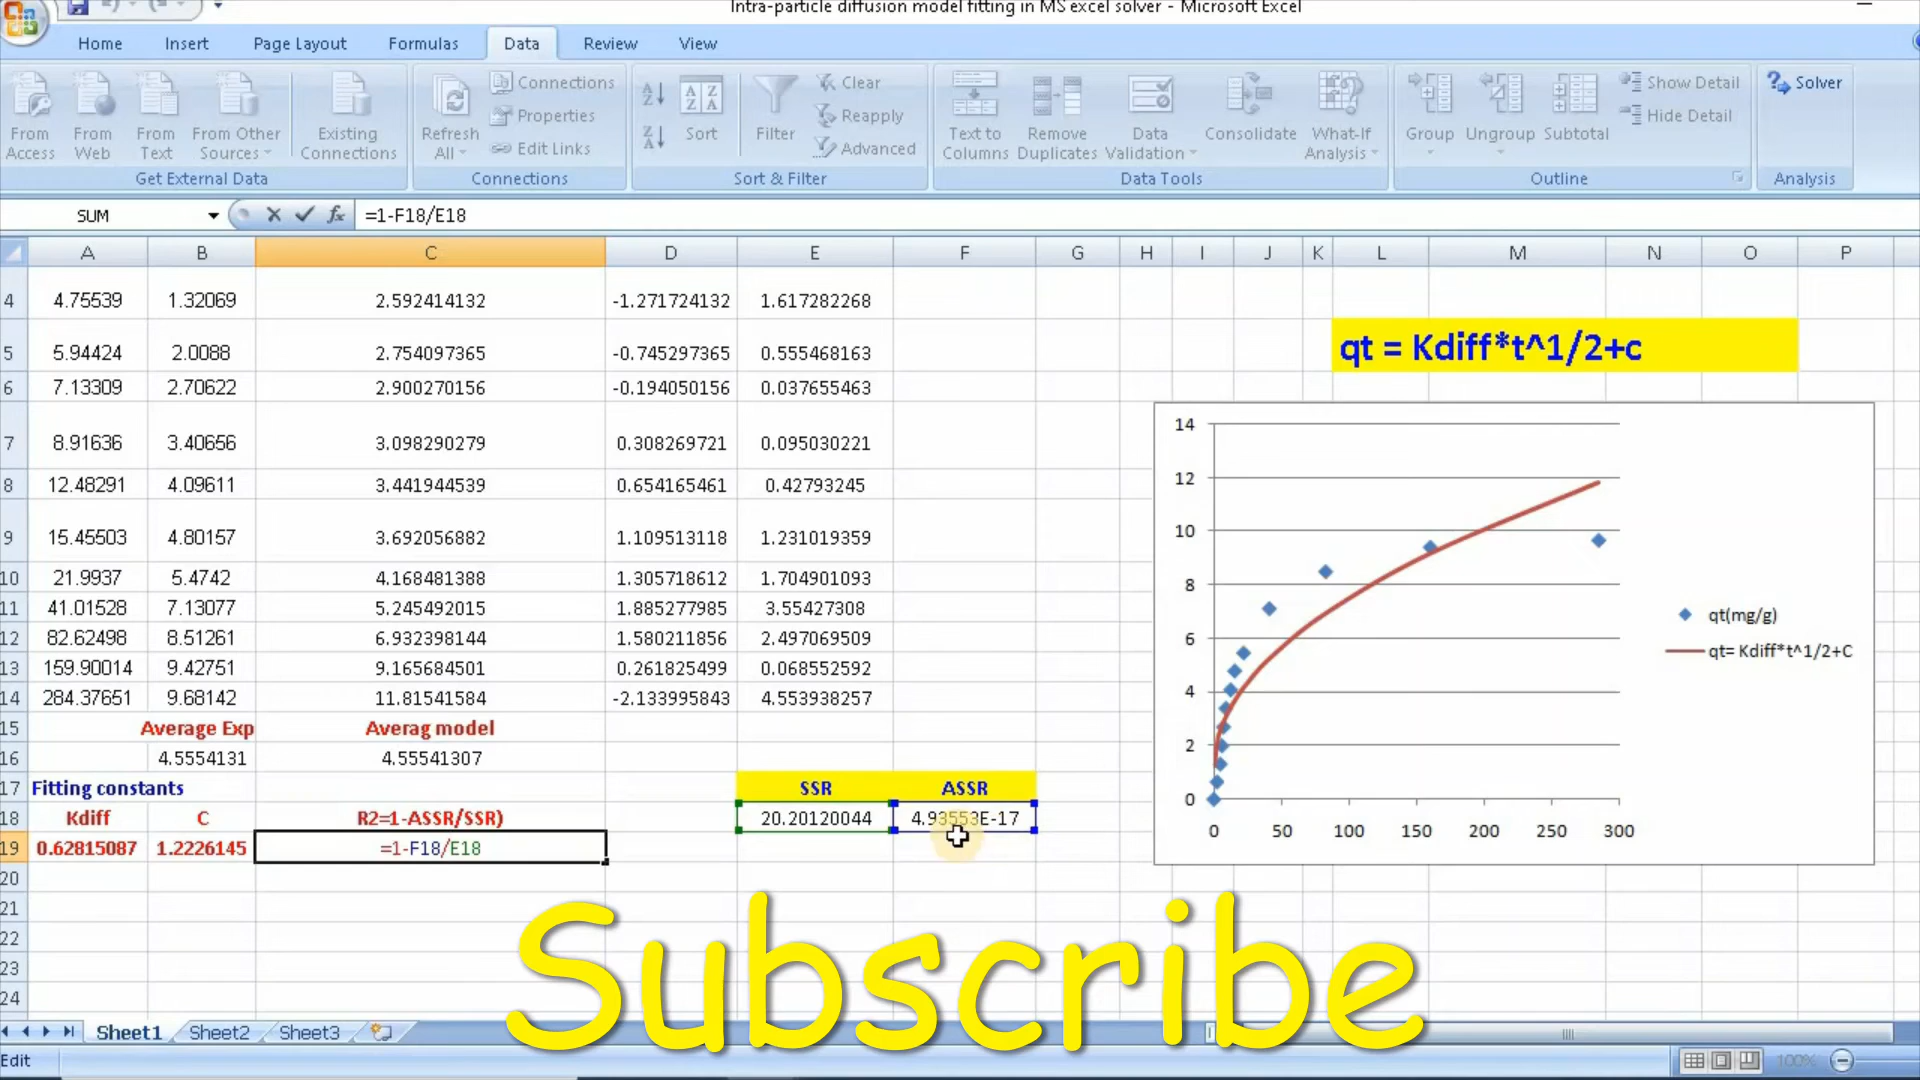 Intra-particle diffusion model fitting in MS excel solver - Microsoft Excel
Home Insert Page Layout Formulas Data Review View
From Access
From Web
From Text
From Other Sources
Existing Connections
Get External Data
Refresh All
Connections
Properties
Edit Links
Connections
Sort
Filter
Clear
Reapply
Advanced
Sort & Filter
Text to Columns
Remove Duplicates
Data Validation
Consolidate
What-If Analysis
Data Tools
Group
Ungroup
Subtotal
Show Detail
Hide Detail
Outline
Solver
Analysis
SUM =1-F18/E18
A B C D E F G H I J K L M N O P
4 4.75539 1.32069 2.592414132 -1.271724132 1.617282268
5 5.94424 2.0088 2.754097365 -0.745297365 0.555468163
6 7.13309 2.70622 2.900270156 -0.194050156 0.037655463
7 8.91636 3.40656 3.098290279 0.308269721 0.095030221
8 12.48291 4.09611 3.441944539 0.654165461 0.42793245
9 15.45503 4.80157 3.692056882 1.109513118 1.231019359
10 21.9937 5.4742 4.168481388 1.305718612 1.704901093
11 41.01528 7.13077 5.245492015 1.885277985 3.55427308
12 82.62498 8.51261 6.932398144 1.580211856 2.497069509
13 159.90014 9.42751 9.165684501 0.261825499 0.068552592
14 284.37651 9.68142 11.81541584 -2.133995843 4.553938257
15 Average Exp Averag model
16 4.5554131 4.55541307
17 Fitting constants SSR ASSR
18 Kdiff C R2=1-ASSR/SSR) 20.20120044 4.93553E-17
19 0.62815087 1.2226145 =1-F18/E18
20
21
22
23
24
qt = Kdiff*t^1/2+c
14
12
10
8
6
4
2
0
0 50 100 150 200 250 300
qt(mg/g)
qt= Kdiff*t^1/2+C
Subscribe
Sheet1 Sheet2 Sheet3
Edit
100%